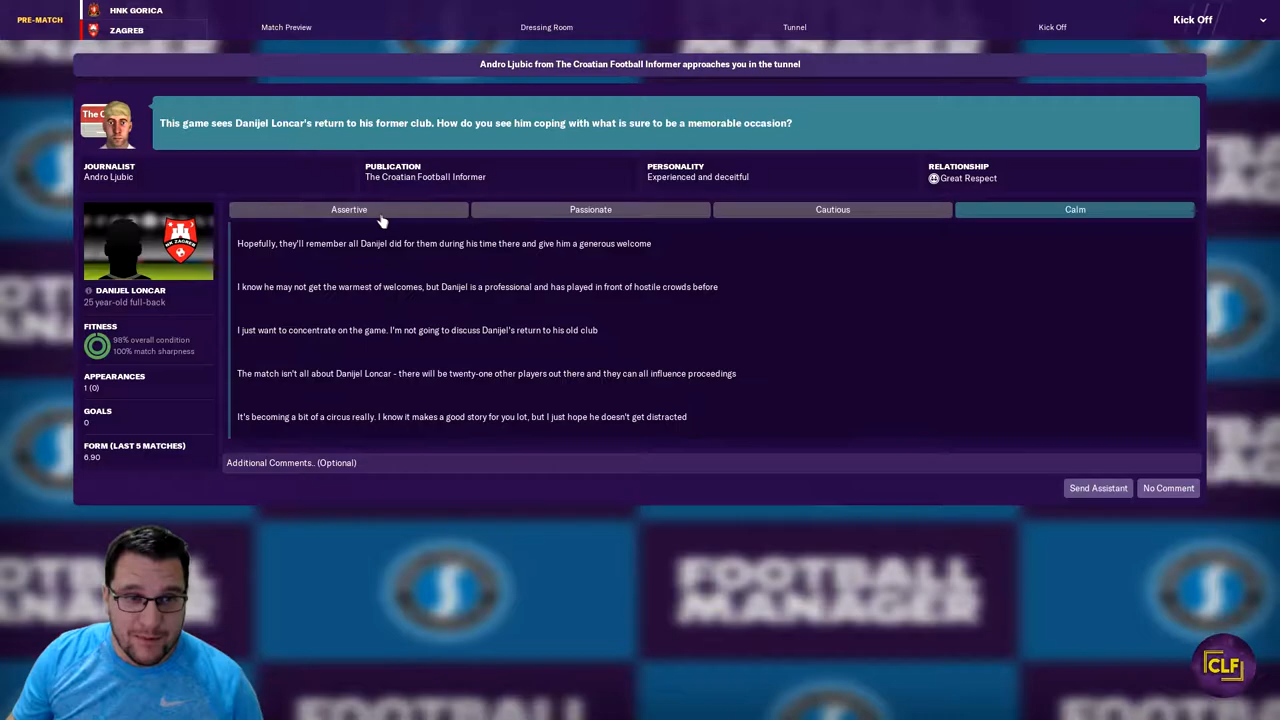 PRE-MATCH
HNK GORICA
ZAGREB
Match Preview
Dressing Room
Tunnel
Kick Off
Kick Off
Andro Ljubic from The Croatian Football Informer approaches you in the tunnel
The C
This game sees Danijel Loncar's return to his former club. How do you see him coping with what is sure to be a memorable occasion?
JOURNALIST
Andro Ljubic
PUBLICATION
The Croatian Football Informer
PERSONALITY
Experienced and deceitful
RELATIONSHIP
Great Respect
Assertive
Passionate
Cautious
Calm
NK ZAGREB
Hopefully, they'll remember all Danijel did for them during his time there and give him a generous welcome
I know he may not get the warmest of welcomes, but Danijel is a professional and has played in front of hostile crowds before
I just want to concentrate on the game. I'm not going to discuss Danijel's return to his old club
The match isn't all about Danijel Loncar - there will be twenty-one other players out there and they can all influence proceedings
It's becoming a bit of a circus really. I know it makes a good story for you lot, but I just hope he doesn't get distracted
DANIJEL LONCAR
25 year-old full-back
FITNESS
98% overall condition
100% match sharpness
APPEARANCES
1 (0)
GOALS
0
FORM (LAST 5 MATCHES)
6.90
Additional Comments.. (Optional)
Send Assistant
No Comment
FOOTBALL
MANAGER
CLF